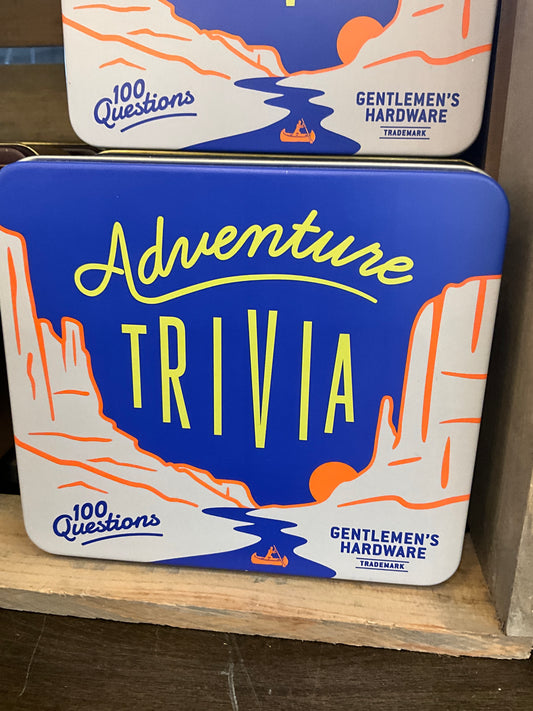 100
Questions
GENTLEMEN'S
HARDWARE
TRADEMARK
Adventure
TRIVIA
100
Questions
GENTLEMEN'S
HARDWARE
TRADEMARK